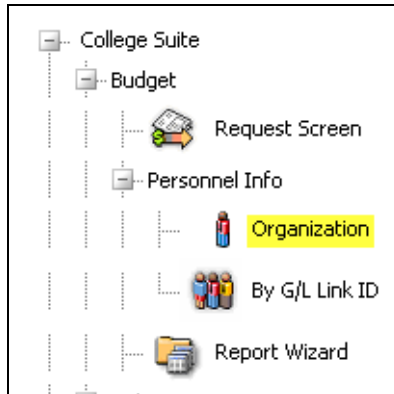 College Suite
Budget
Request Screen
Personnel Info
Organization
By G/L Link ID
Report Wizard